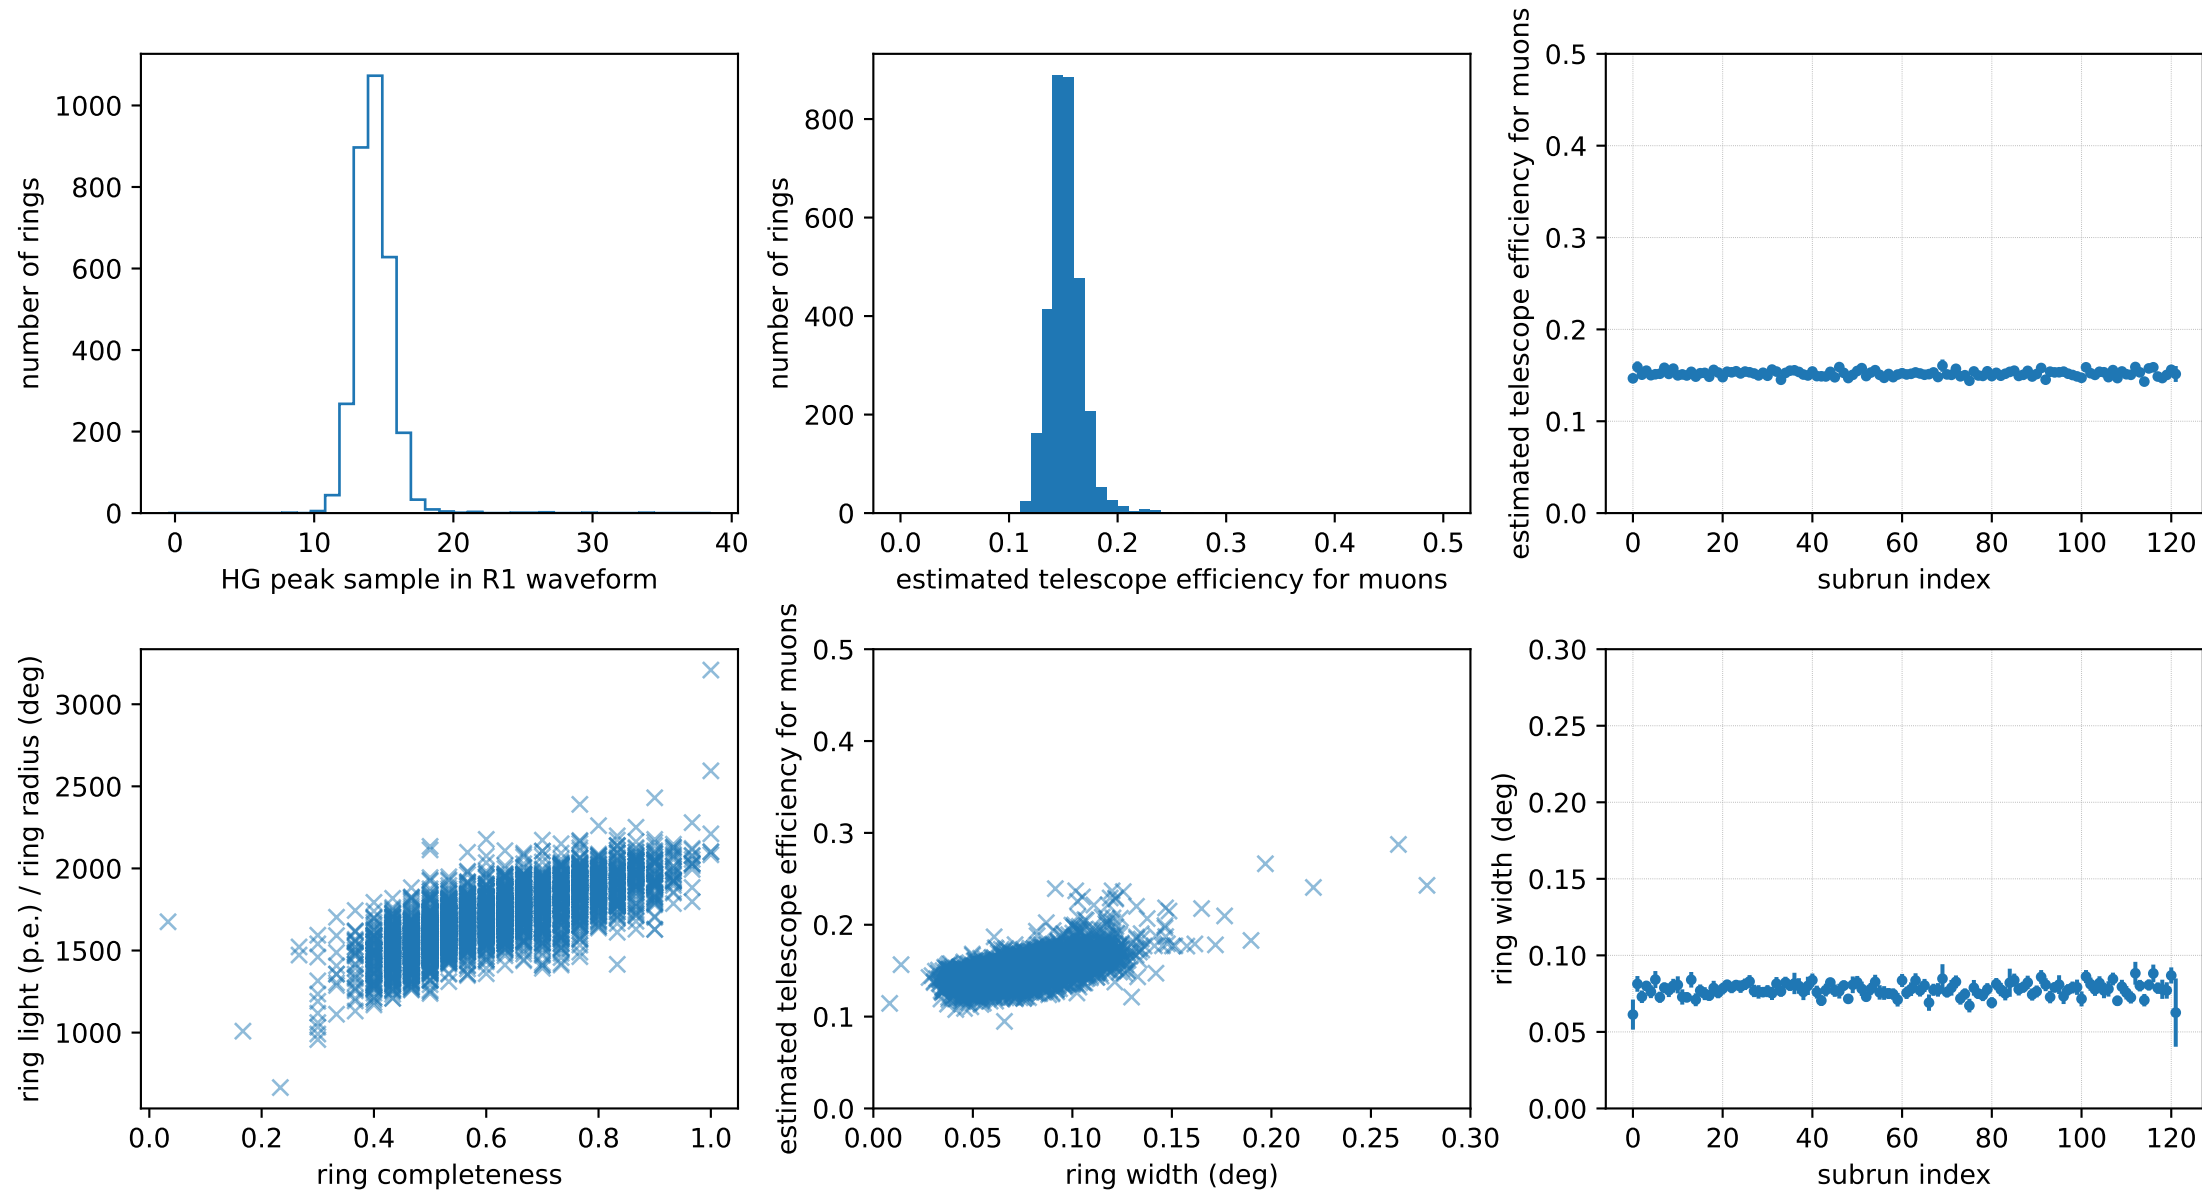 number of rings
1000
800
600
400
200
0
0 10 20 30 40
HG peak sample in R1 waveform
number of rings
800
600
400
200
0
0.0 0.1 0.2 0.3 0.4 0.5
estimated telescope efficiency for muons
estimated telescope efficiency for muons
0.5
0.4
0.3
0.2
0.1
0.0
0 20 40 60 80 100 120
subrun index
ring light (p.e.) / ring radius (deg)
3000
2500
2000
1500
1000
0.0 0.2 0.4 0.6 0.8 1.0
ring completeness
estimated telescope efficiency for muons
0.5
0.4
0.3
0.2
0.1
0.0
0.00 0.05 0.10 0.15 0.20 0.25 0.30
ring width (deg)
ring width (deg)
0.30
0.25
0.20
0.15
0.10
0.05
0.00
0 20 40 60 80 100 120
subrun index